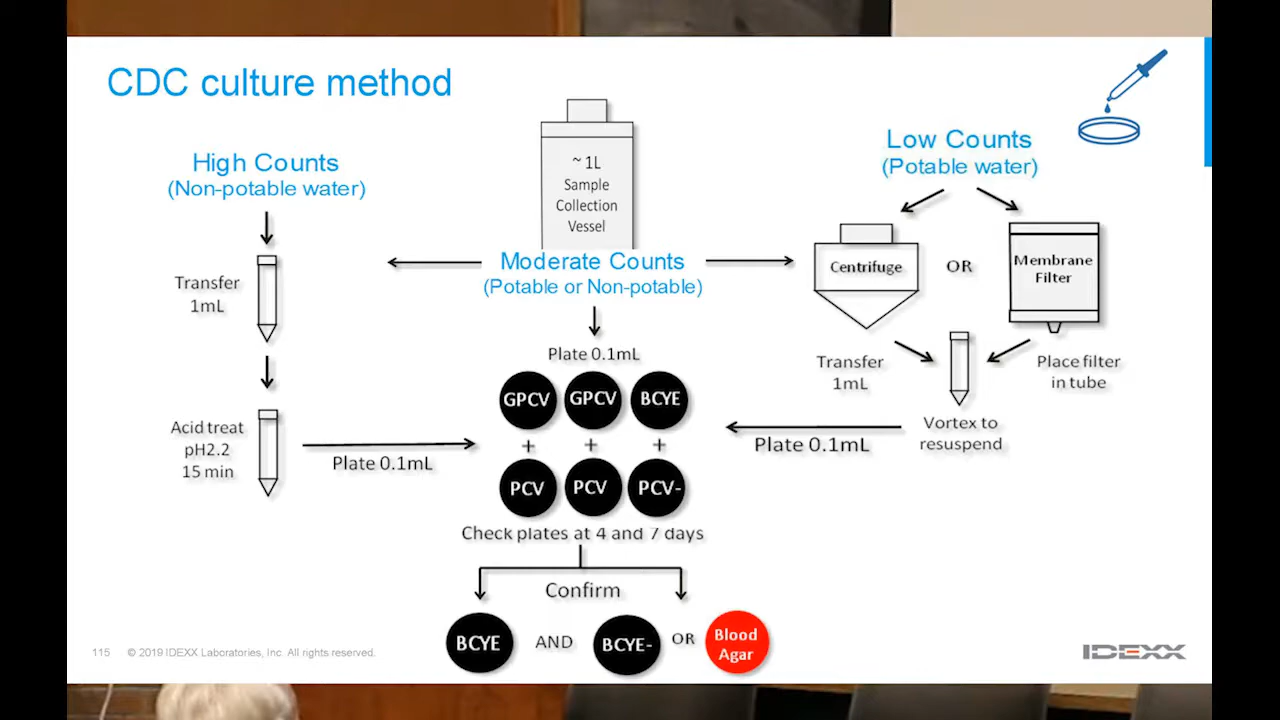 CDC culture method
High Counts
(Non-potable water)
Transfer
1mL
Acid treat
pH2.2
15 min
Plate 0.1mL
~ 1L
Sample
Collection
Vessel
Moderate Counts
(Potable or Non-potable)
Plate 0.1mL
GPCV GPCV BCYE
+ + +
PCV PCV PCV-
Check plates at 4 and 7 days
Confirm
BCYE AND BCYE- OR Blood
Agar
Low Counts
(Potable water)
Centrifuge
OR
Membrane
Filter
Transfer
1mL
Place filter
in tube
Vortex to
resuspend
Plate 0.1mL
115 © 2019 IDEXX Laboratories, Inc. All rights reserved.
IDEXX